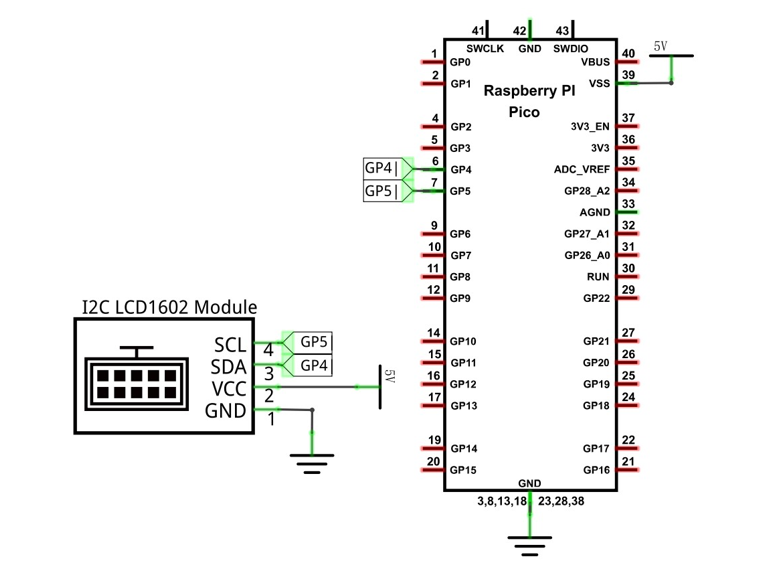 41 42 43
SWCLK GND SWDIO
5V
1 GP0 VBUS 40
2 GP1 VSS 39
Raspberry PI
Pico
4 GP2 3V3_EN 37
5 GP3 3V3 36
GP4| 6 GP4 ADC_VREF 35
GP5| 7 GP5 GP28_A2 34
AGND 33
9 GP6 GP27_A1 32
10 GP7 GP26_A0 31
11 GP8 RUN 30
12 GP9 GP22 29
I2C LCD1602 Module
SCL 4 GP5
SDA 3 GP4
VCC 2 5V
GND 1
14 GP10 GP21 27
15 GP11 GP20 26
16 GP12 GP19 25
17 GP13 GP18 24
19 GP14 GP17 22
20 GP15 GP16 21
GND
3,8,13,18 23,28,38